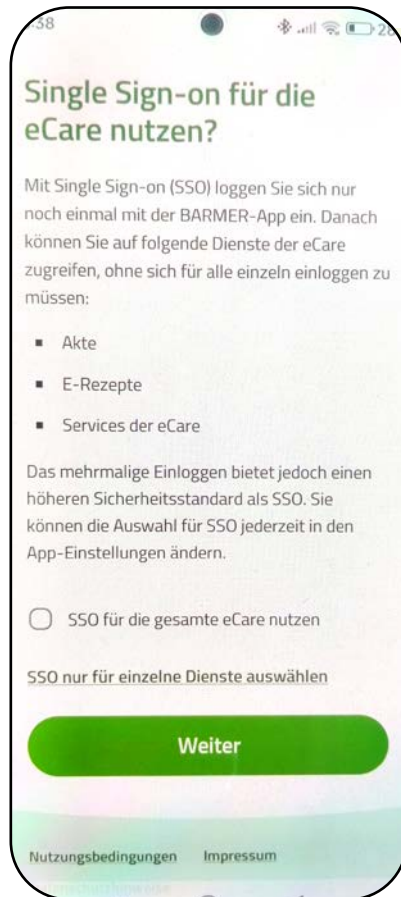 :38
28
Single Sign-on für die
eCare nutzen?
Mit Single Sign-on (SSO) loggen Sie sich nur
noch einmal mit der BARMER-App ein. Danach
können Sie auf folgende Dienste der eCare
zugreifen, ohne sich für alle einzeln einloggen zu
müssen:
▪ Akte
▪ E-Rezepte
▪ Services der eCare
Das mehrmalige Einloggen bietet jedoch einen
höheren Sicherheitsstandard als SSO. Sie
können die Auswahl für SSO jederzeit in den
App-Einstellungen ändern.
SSO für die gesamte eCare nutzen
SSO nur für einzelne Dienste auswählen
Weiter
Nutzungsbedingungen Impressum